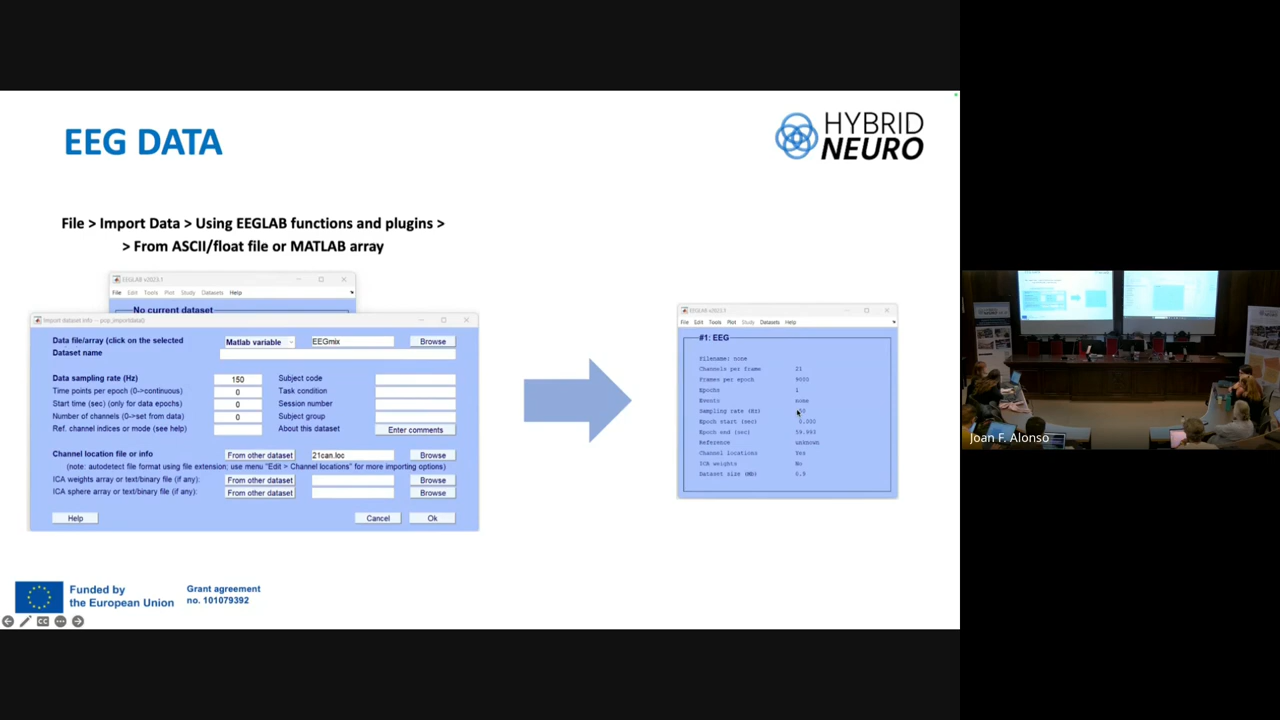 EEG DATA
HYBRID
NEURO
File > Import Data > Using EEGLAB functions and plugins >
> From ASCII/float file or MATLAB array
EEGLAB v2023.1
File Edit Tools Plot Study Datasets Help
No current dataset
Import dataset info -- pop_importdata()
Data file/array (click on the selected Matlab variable EEGmix Browse
Dataset name
Data sampling rate (Hz) 150 Subject code
Time points per epoch (0->continuous) 0 Task condition
Start time (sec) (only for data epochs) 0 Session number
Number of channels (0->set from data) 0 Subject group
Ref. channel indices or mode (see help) About this dataset Enter comments
Channel location file or info From other dataset 21can.loc Browse
(note: autodetect file format using file extension; use menu "Edit > Channel locations" for more importing options)
ICA weights array or text/binary file (if any): From other dataset Browse
ICA sphere array or text/binary file (if any): From other dataset Browse
Help Cancel Ok
EEGLAB v2023.1
File Edit Tools Plot Study Datasets Help
#1: EEG
Filename: none
Channels per frame 21
Frames per epoch 9000
Epochs 1
Events none
Sampling rate (Hz)
Epoch start (sec) 0.000
Epoch end (sec) 59.993
Reference unknown
Channel locations Yes
ICA weights No
Dataset size (Mb) 0.9
Funded by
the European Union
Grant agreement
no. 101079392
Joan F. Alonso